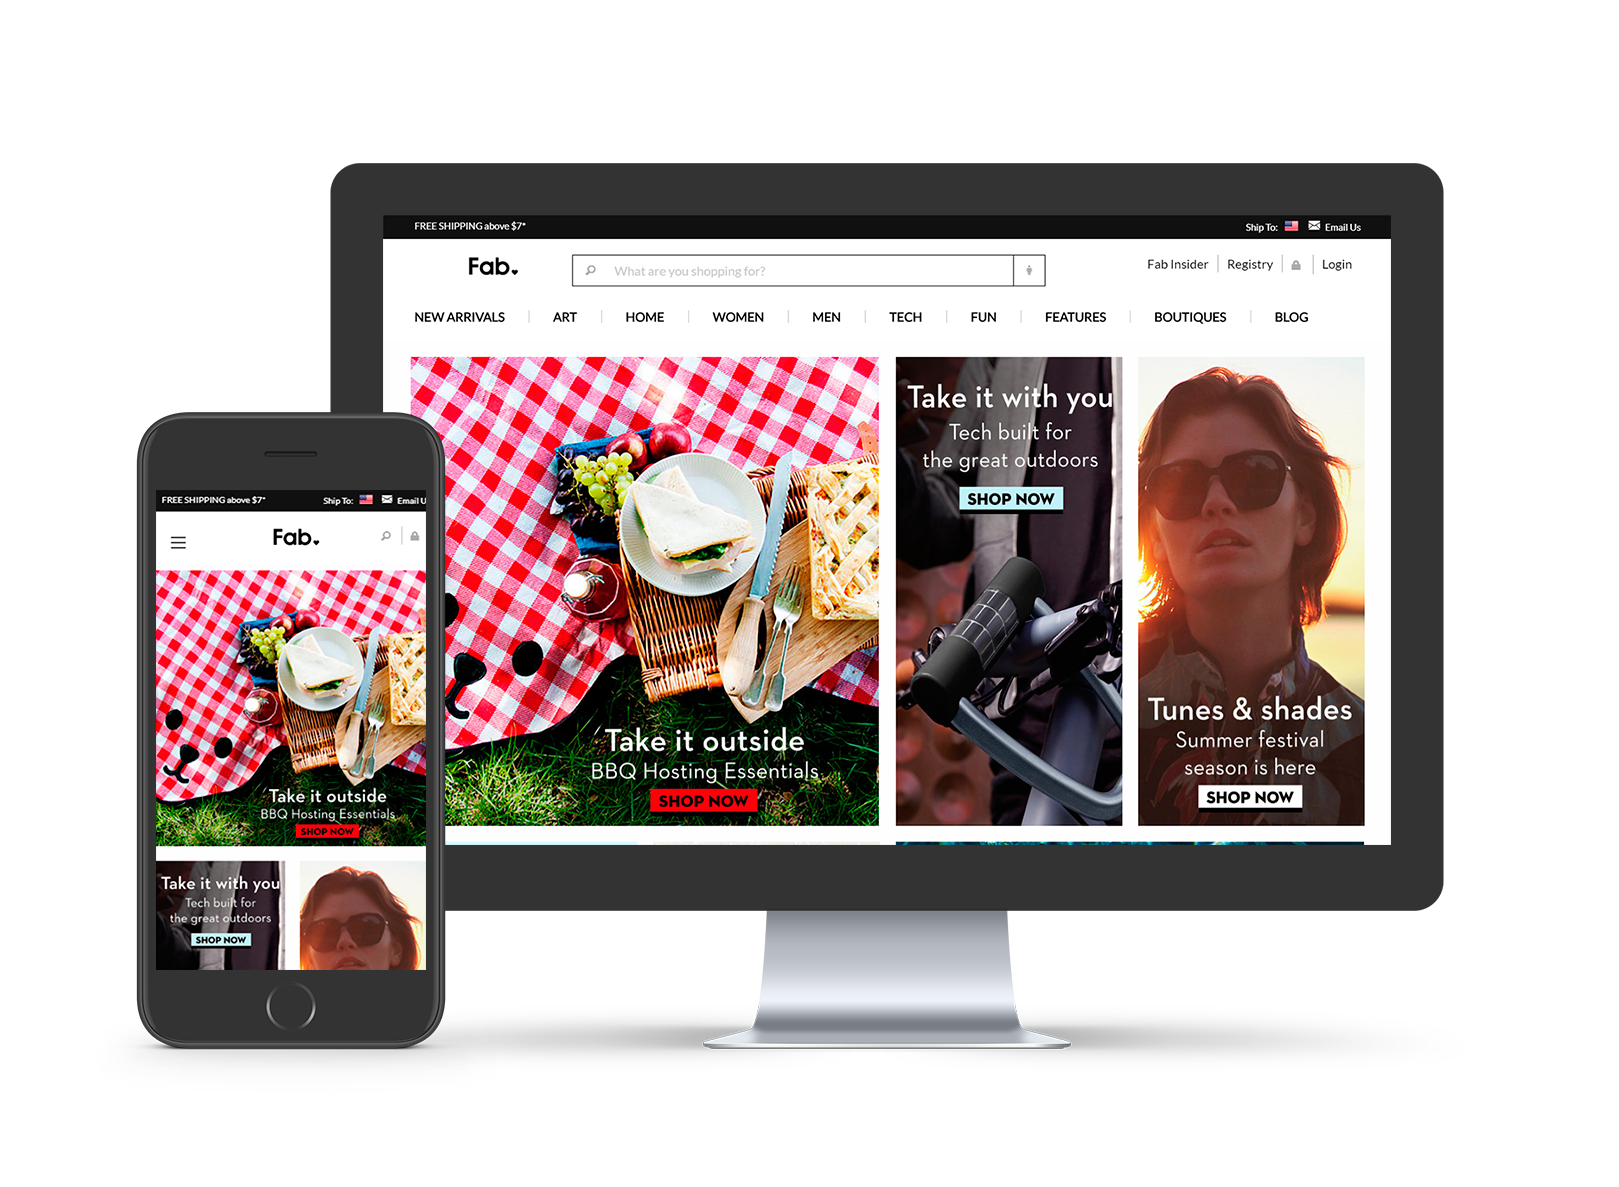 FREE SHIPPING above $7*
Ship To:
Email Us
Fab
What are you shopping for?
Fab Insider
Registry
Login
NEW ARRIVALS
ART
HOME
WOMEN
MEN
TECH
FUN
FEATURES
BOUTIQUES
BLOG
Take it outside
BBQ Hosting Essentials
SHOP NOW
Take it with you
Tech built for
the great outdoors
SHOP NOW
Tunes & shades
Summer festival
season is here
SHOP NOW
FREE SHIPPING above $7*
Ship To:
Email U
Fab
Take it outside
BBQ Hosting Essentials
SHOP NOW
Take it with you
Tech built for
the great outdoors
SHOP NOW